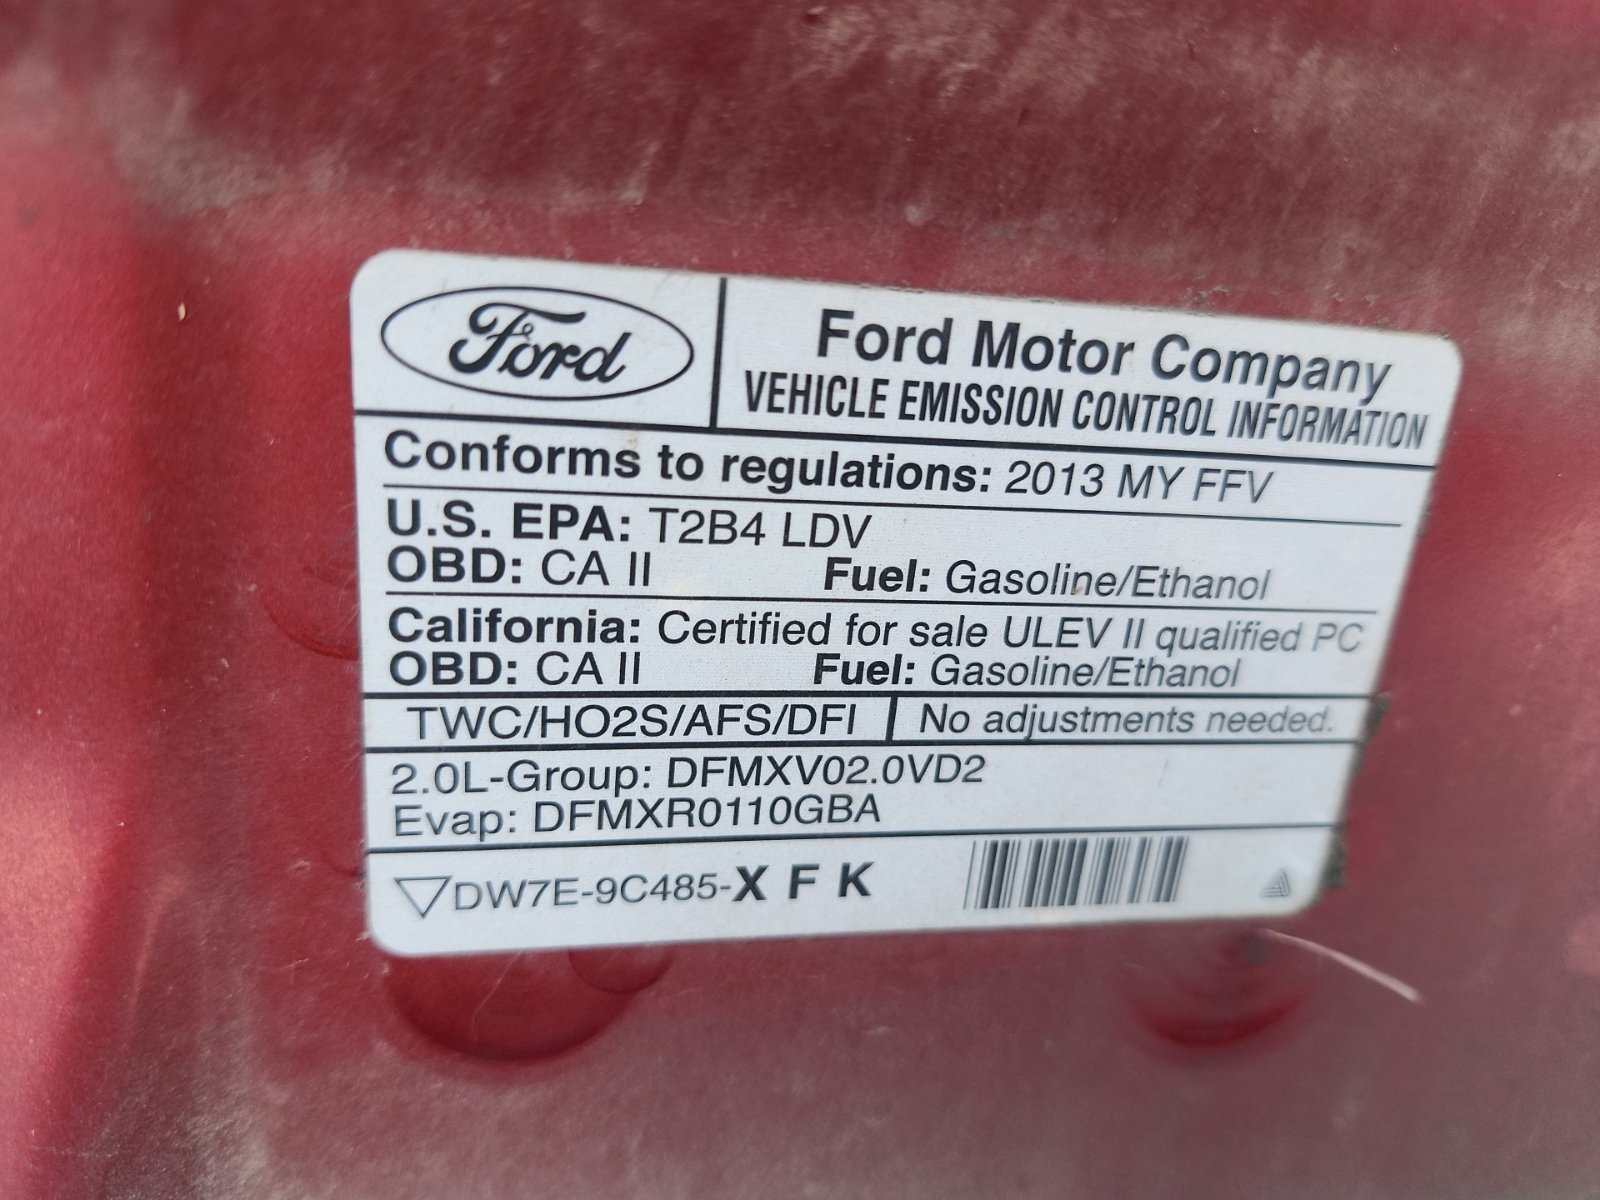 Ford
Ford Motor Company
VEHICLE EMISSION CONTROL INFORMATION
Conforms to regulations: 2013 MY FFV
U.S. EPA: T2B4 LDV
OBD: CA II Fuel: Gasoline/Ethanol
California: Certified for sale ULEV II qualified PC
OBD: CA II Fuel: Gasoline/Ethanol
TWC/HO2S/AFS/DFI No adjustments needed.
2.0L-Group: DFMXV02.0VD2
Evap: DFMXR0110GBA
DW7E-9C485-X F K